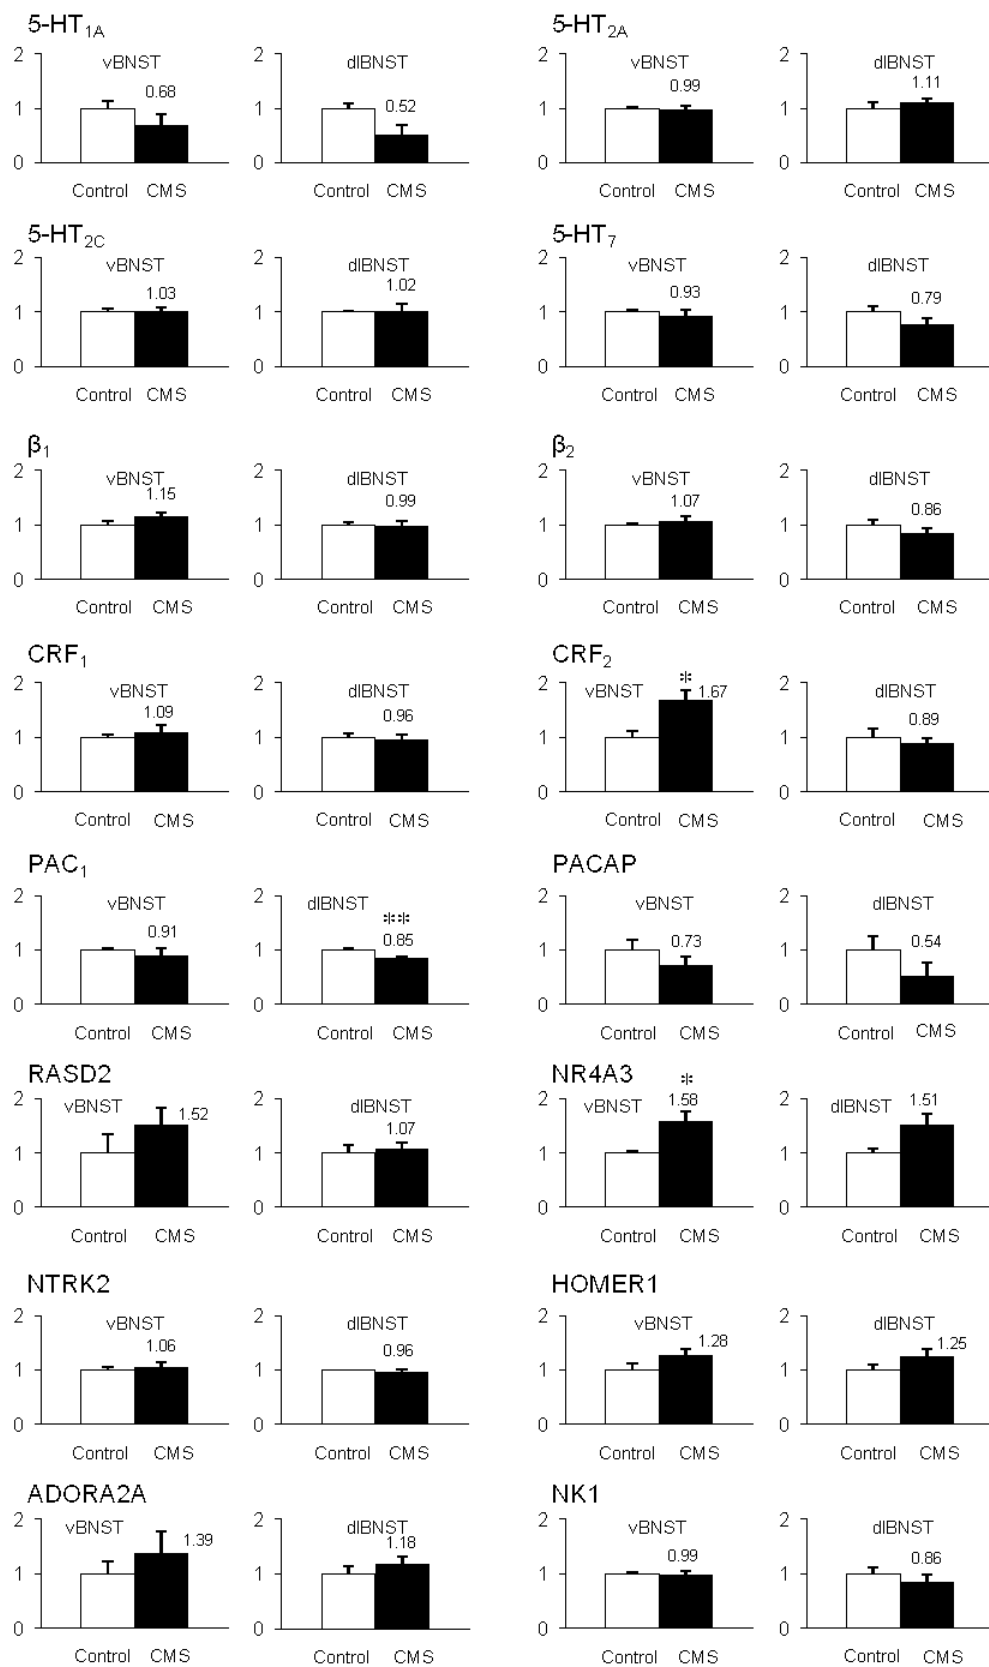 5-HT1A 5-HT2A
vBNST dlBNST vBNST dlBNST
2 2 2 2
0.68 0.52 0.99 1.11
1 1 1 1
0 0 0 0
Control CMS Control CMS Control CMS Control CMS
5-HT2C 5-HT7
vBNST dlBNST vBNST dlBNST
2 2 2 2
1.03 1.02 0.93 0.79
1 1 1 1
0 0 0 0
Control CMS Control CMS Control CMS Control CMS
β1 β2
vBNST dlBNST vBNST dlBNST
2 2 2 2
1.15 0.99 1.07 0.86
1 1 1 1
0 0 0 0
Control CMS Control CMS Control CMS Control CMS
CRF1 CRF2
vBNST dlBNST vBNST * dlBNST
2 2 2 2
1.09 0.96 1.67 0.89
1 1 1 1
0 0 0 0
Control CMS Control CMS Control CMS Control CMS
PAC1 PACAP
vBNST dlBNST vBNST dlBNST
2 2 2 2
**
0.91 0.85 0.73 0.54
1 1 1 1
0 0 0 0
Control CMS Control CMS Control CMS Control CMS
RASD2 NR4A3
*
vBNST dlBNST vBNST dlBNST
2 2 2 2
1.52 1.07 1.58 1.51
1 1 1 1
0 0 0 0
Control CMS Control CMS Control CMS Control CMS
NTRK2 HOMER1
vBNST dlBNST vBNST dlBNST
2 2 2 2
1.06 0.96 1.28 1.25
1 1 1 1
0 0 0 0
Control CMS Control CMS Control CMS Control CMS
ADORA2A NK1
vBNST dlBNST vBNST dlBNST
2 2 2 2
1.39 1.18 0.99 0.86
1 1 1 1
0 0 0 0
Control CMS Control CMS Control CMS Control CMS